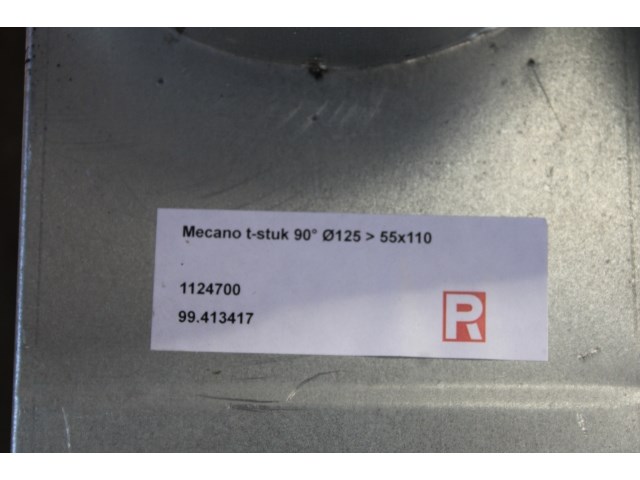 Mecano t-stuk 90° Ø125 > 55x110
1124700
99.413417
R